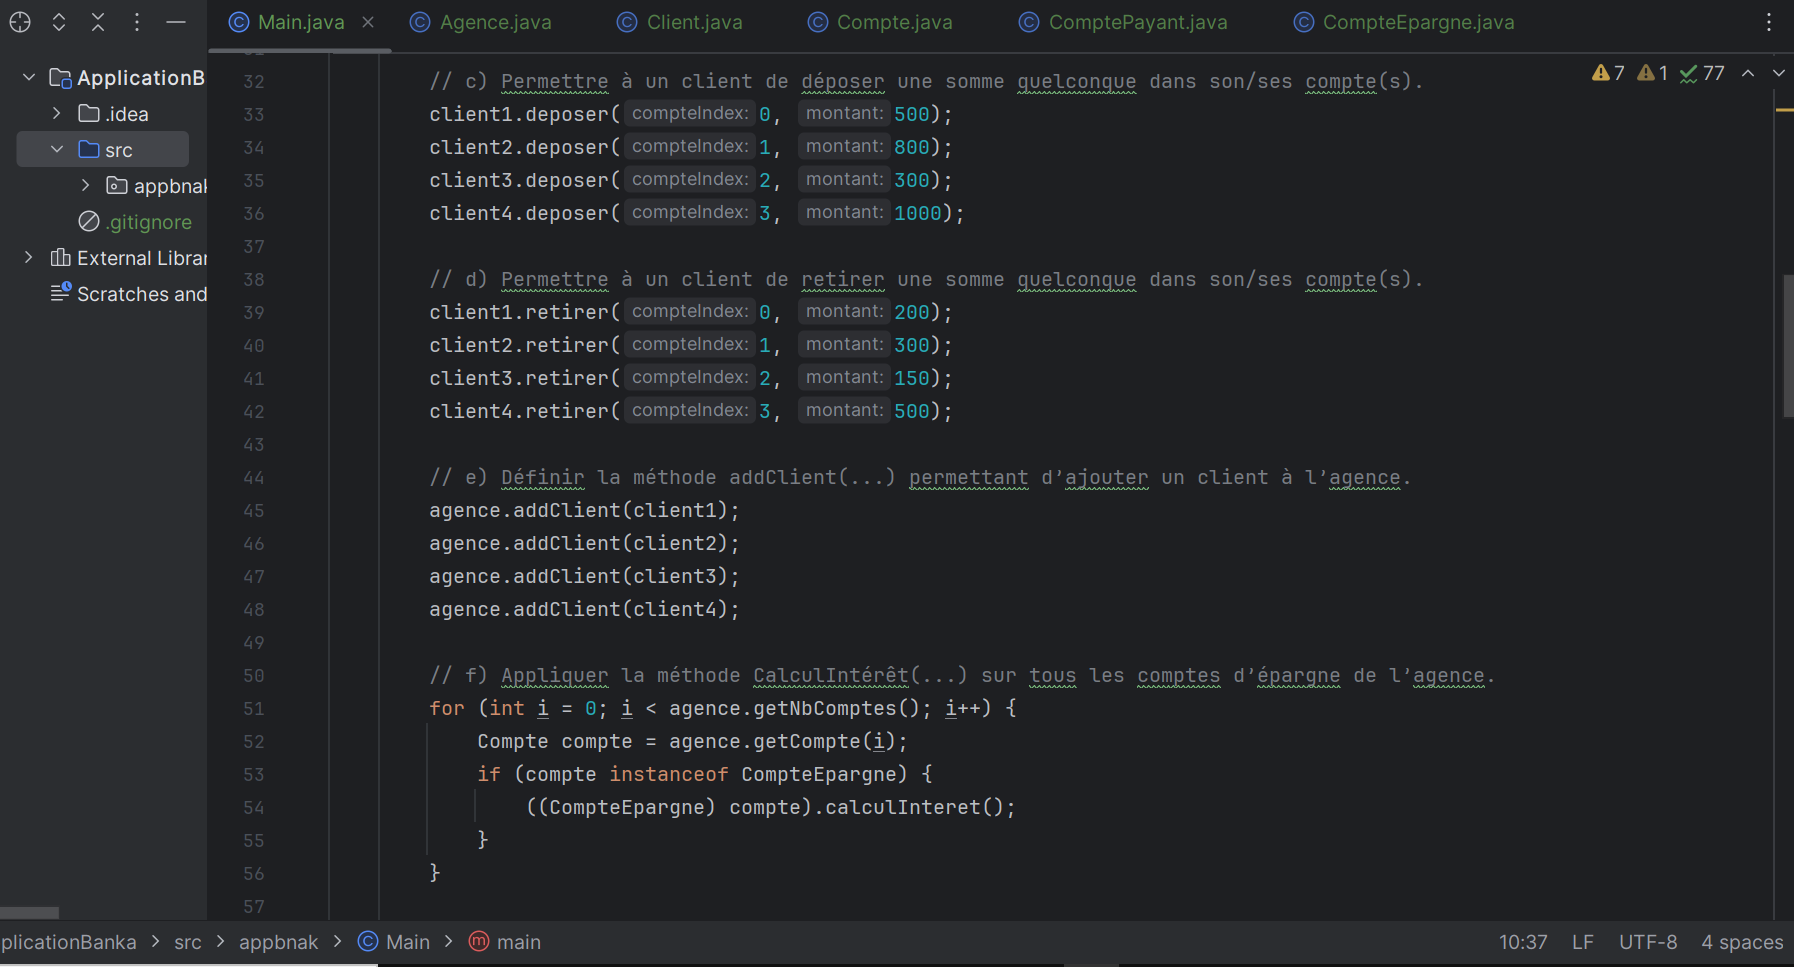 Main.java
Agence.java
Client.java
Compte.java
ComptePayant.java
CompteEpargne.java
ApplicationB
.idea
src
appbnak
.gitignore
External Librar
Scratches and
7 1 77
32 // c) Permettre à un client de déposer une somme quelconque dans son/ses compte(s).
33 client1.deposer( compteIndex: 0, montant: 500);
34 client2.deposer( compteIndex: 1, montant: 800);
35 client3.deposer( compteIndex: 2, montant: 300);
36 client4.deposer( compteIndex: 3, montant: 1000);
37
38 // d) Permettre à un client de retirer une somme quelconque dans son/ses compte(s).
39 client1.retirer( compteIndex: 0, montant: 200);
40 client2.retirer( compteIndex: 1, montant: 300);
41 client3.retirer( compteIndex: 2, montant: 150);
42 client4.retirer( compteIndex: 3, montant: 500);
43
44 // e) Définir la méthode addClient(...) permettant d’ajouter un client à l’agence.
45 agence.addClient(client1);
46 agence.addClient(client2);
47 agence.addClient(client3);
48 agence.addClient(client4);
49
50 // f) Appliquer la méthode CalculIntérêt(...) sur tous les comptes d’épargne de l’agence.
51 for (int i = 0; i < agence.getNbComptes(); i++) {
52 Compte compte = agence.getCompte(i);
53 if (compte instanceof CompteEpargne) {
54 ((CompteEpargne) compte).calculInteret();
55 }
56 }
57
plicationBanka > src > appbnak > Main > main
10:37 LF UTF-8 4 spaces